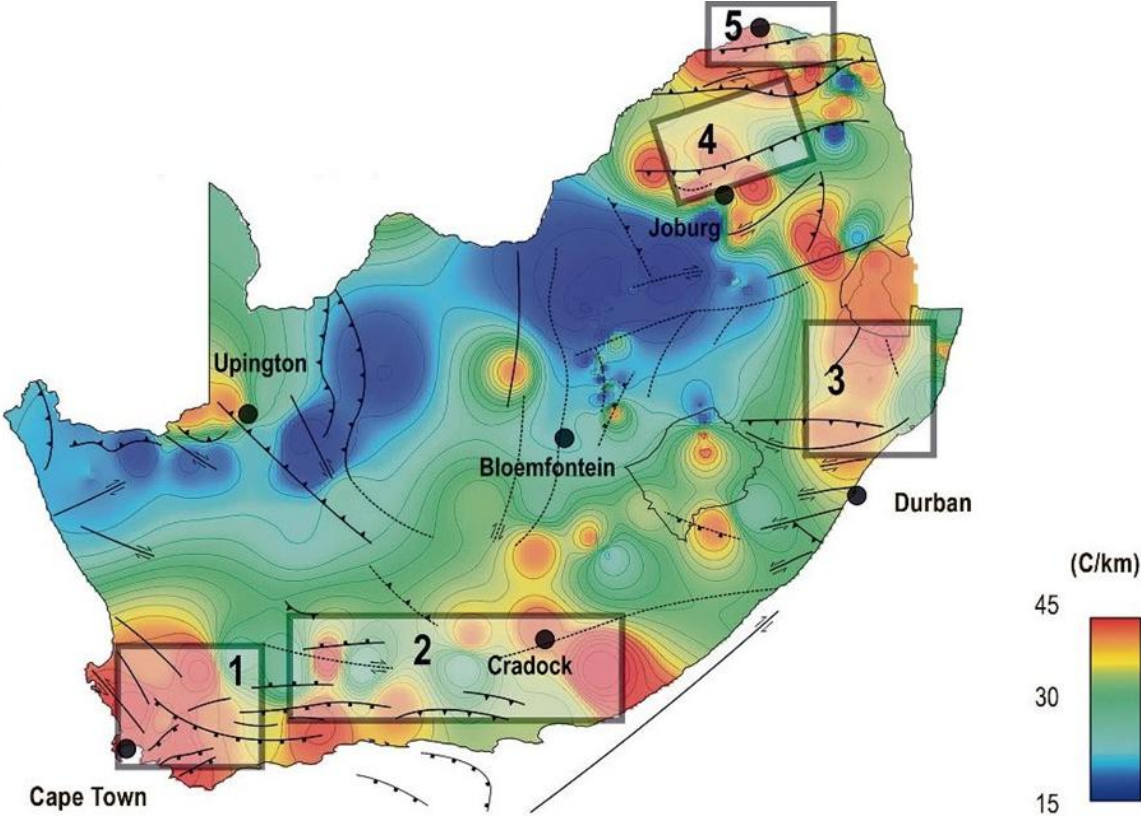 5
4
Joburg
Upington
3
Bloemfontein
Durban
(C/km)
45
1
2
Cradock
30
Cape Town
15